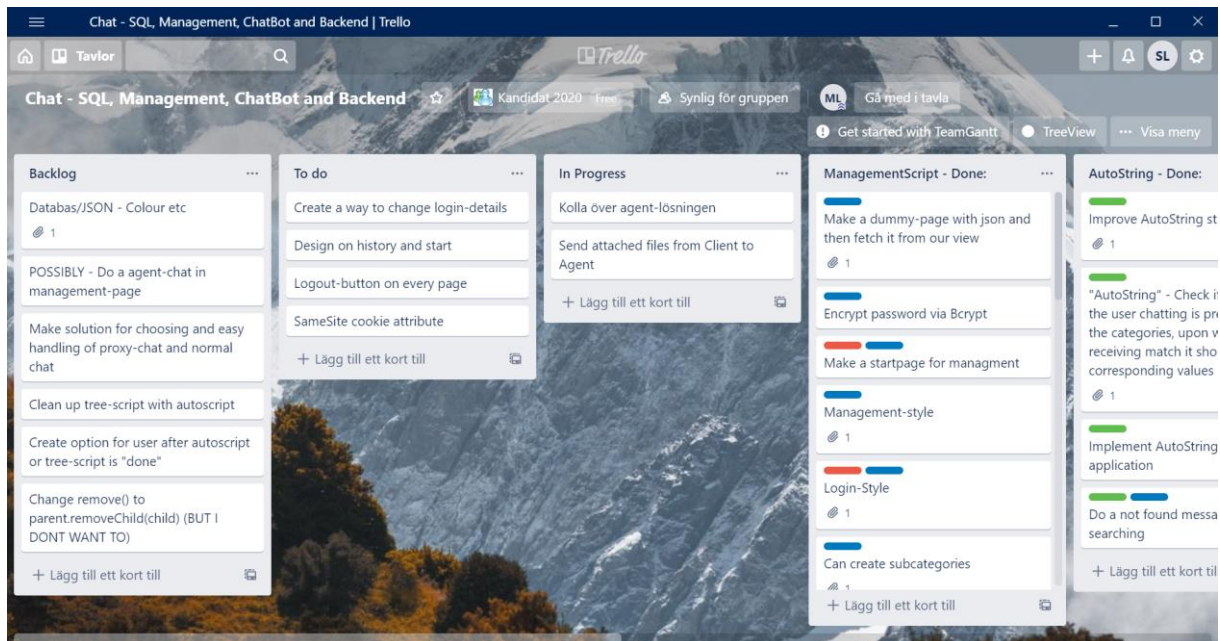 Chat - SQL, Management, ChatBot and Backend | Trello
Tavlor
Trello
SL
Chat - SQL, Management, ChatBot and Backend
Kandidat 2020 Free
Synlig för gruppen
ML
Gå med i tavla
Get started with TeamGantt
TreeView
Visa meny
Backlog
Databas/JSON - Colour etc
1
POSSIBLY - Do a agent-chat in
management-page
Make solution for choosing and easy
handling of proxy-chat and normal
chat
Clean up tree-script with autoscript
Create option for user after autoscript
or tree-script is "done"
Change remove() to
parent.removeChild(child) (BUT I
DONT WANT TO)
+ Lägg till ett kort till
To do
Create a way to change login-details
Design on history and start
Logout-button on every page
SameSite cookie attribute
+ Lägg till ett kort till
In Progress
Kolla över agent-lösningen
Send attached files from Client to
Agent
+ Lägg till ett kort till
ManagementScript - Done:
Make a dummy-page with json and
then fetch it from our view
1
Encrypt password via Bcrypt
Make a startpage for managment
Management-style
1
Login-Style
1
Can create subcategories
1
+ Lägg till ett kort till
AutoString - Done:
Improve AutoString st
1
"AutoString" - Check i
the user chatting is pre
the categories, upon w
receiving match it sho
corresponding values
1
Implement AutoString
application
Do a not found messa
searching
+ Lägg till ett kort til